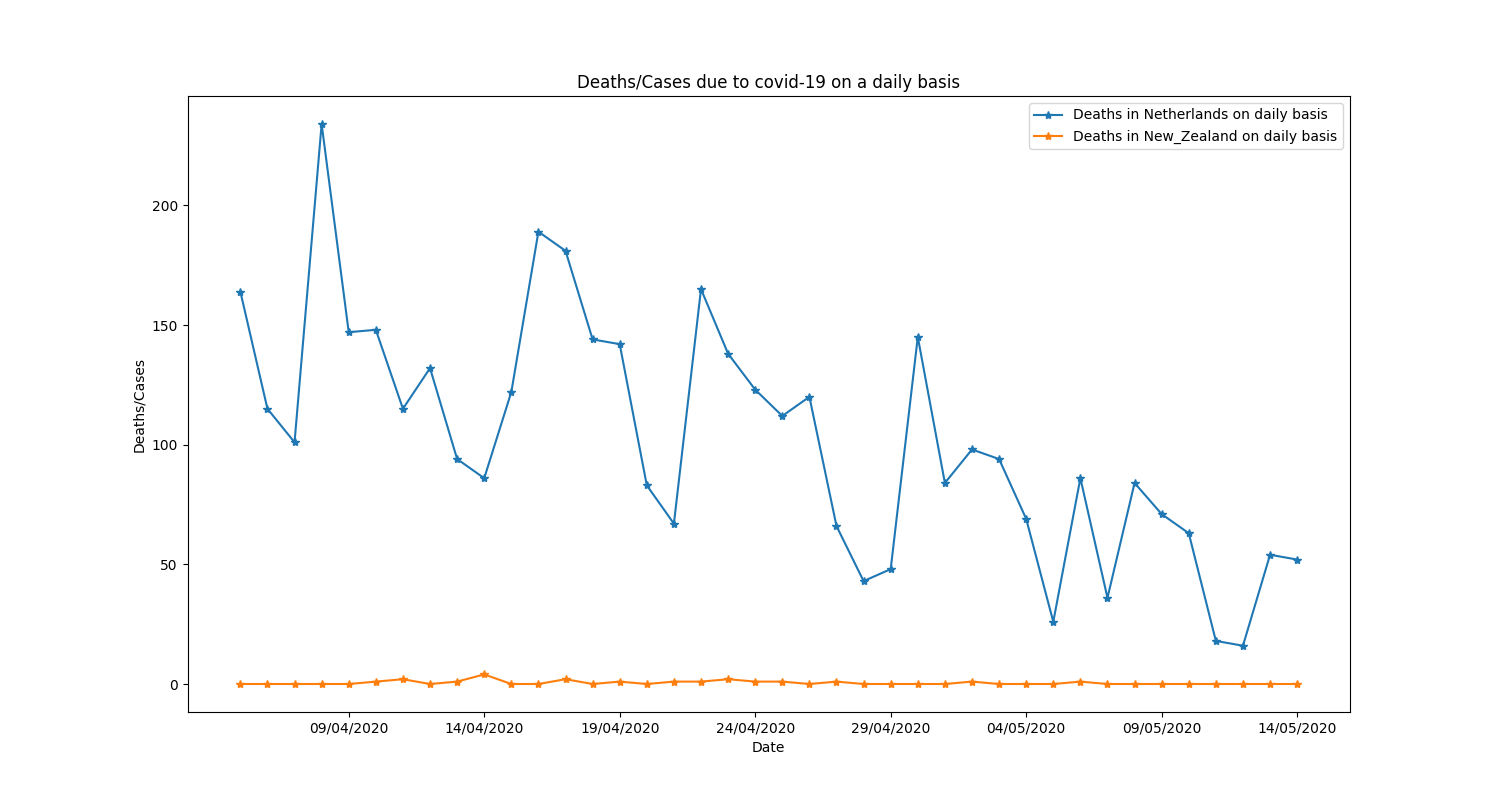 Deaths/Cases due to covid-19 on a daily basis
Deaths in Netherlands on daily basis
Deaths in New_Zealand on daily basis
Deaths/Cases
200
150
100
50
0
09/04/2020 14/04/2020 19/04/2020 24/04/2020 29/04/2020 04/05/2020 09/05/2020 14/05/2020
Date